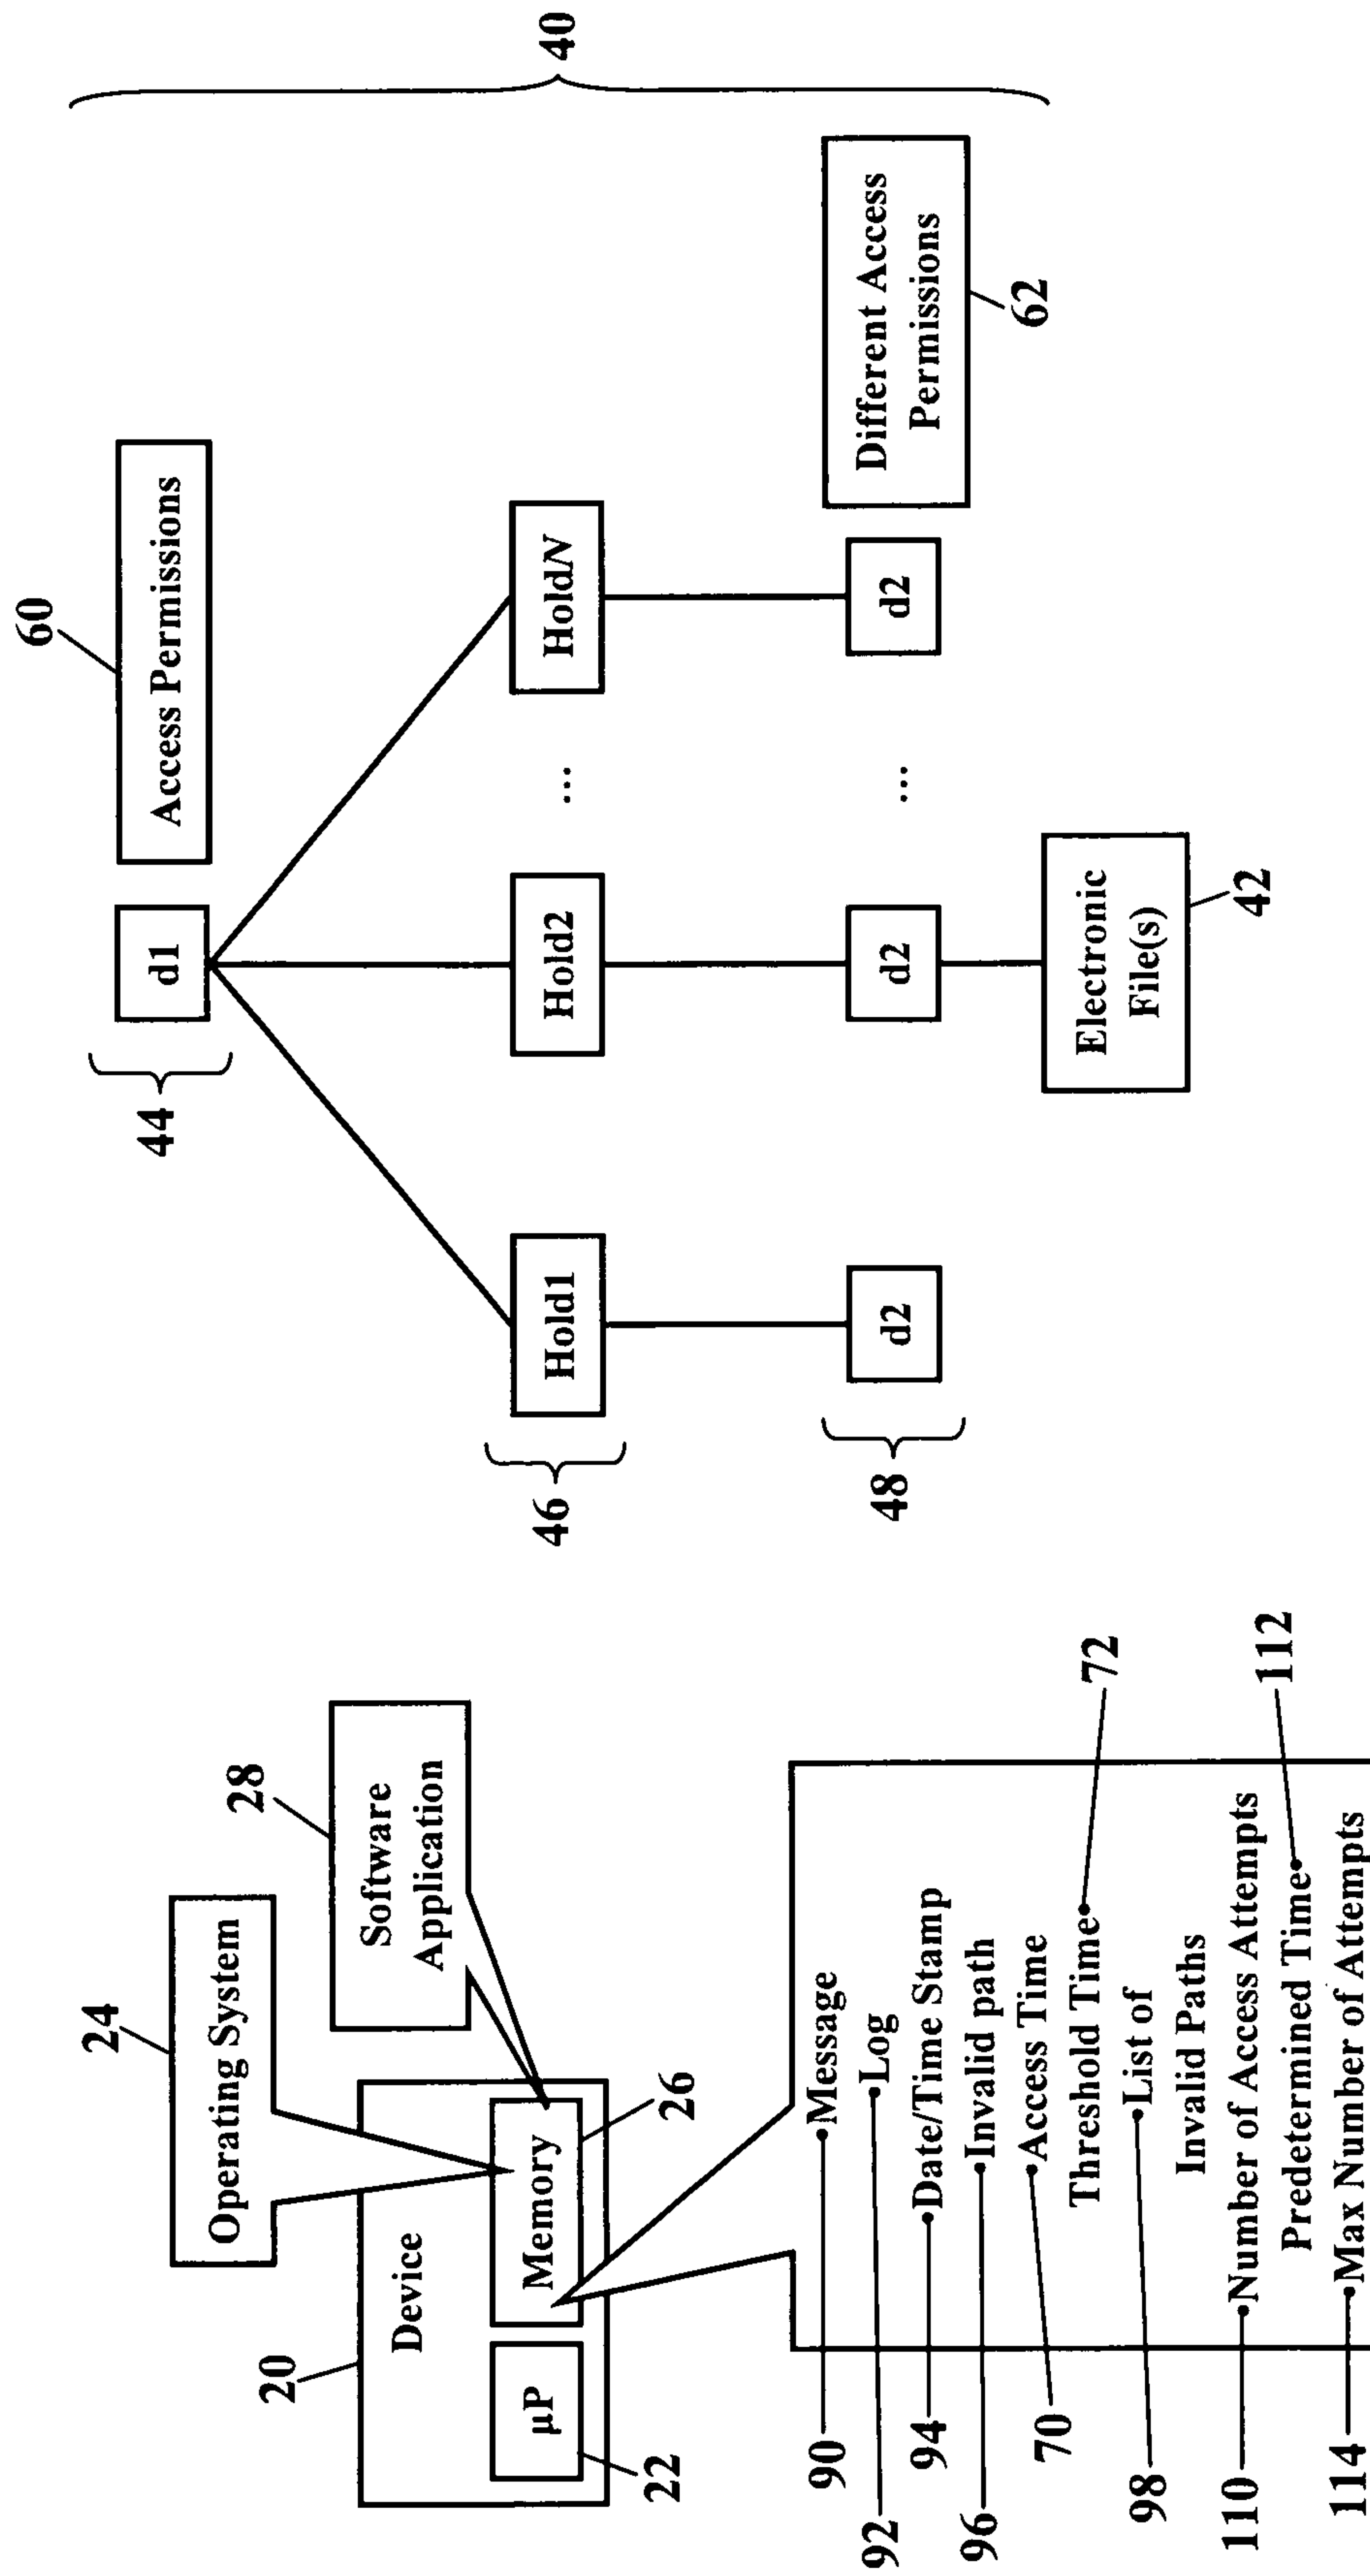 24
Operating System
28
Software
Application
20
Device
µP
Memory
22
26
90
Message
92
Log
94
Date/Time Stamp
96
Invalid path
70
Access Time
Threshold Time
72
98
List of
Invalid Paths
110
Number of Access Attempts
Predetermined Time
112
114
Max Number of Attempts
60
44
d1
Access Permissions
46
Hold1
Hold2
...
HoldN
48
d2
d2
...
d2
Different Access
Permissions
62
Electronic
File(s)
42
40